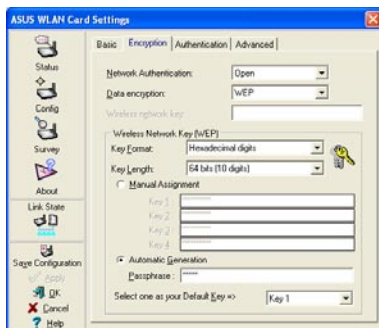 ASUS WLAN Card Settings
Status
Config
Survey
About
Link State
Save Configuration
Apply
OK
Cancel
Help
Basic Encryption Authentication Advanced
Network Authentication: Open
Data encryption: WEP
Wireless network key:
Wireless Network Key (WEP)
Key Format: Hexadecimal digits
Key Length: 64 bits (10 digits)
Manual Assignment
Key 1: **********
Key 2: **********
Key 3: **********
Key 4: **********
Automatic Generation
Passphrase : *****
Select one as your Default Key => Key 1